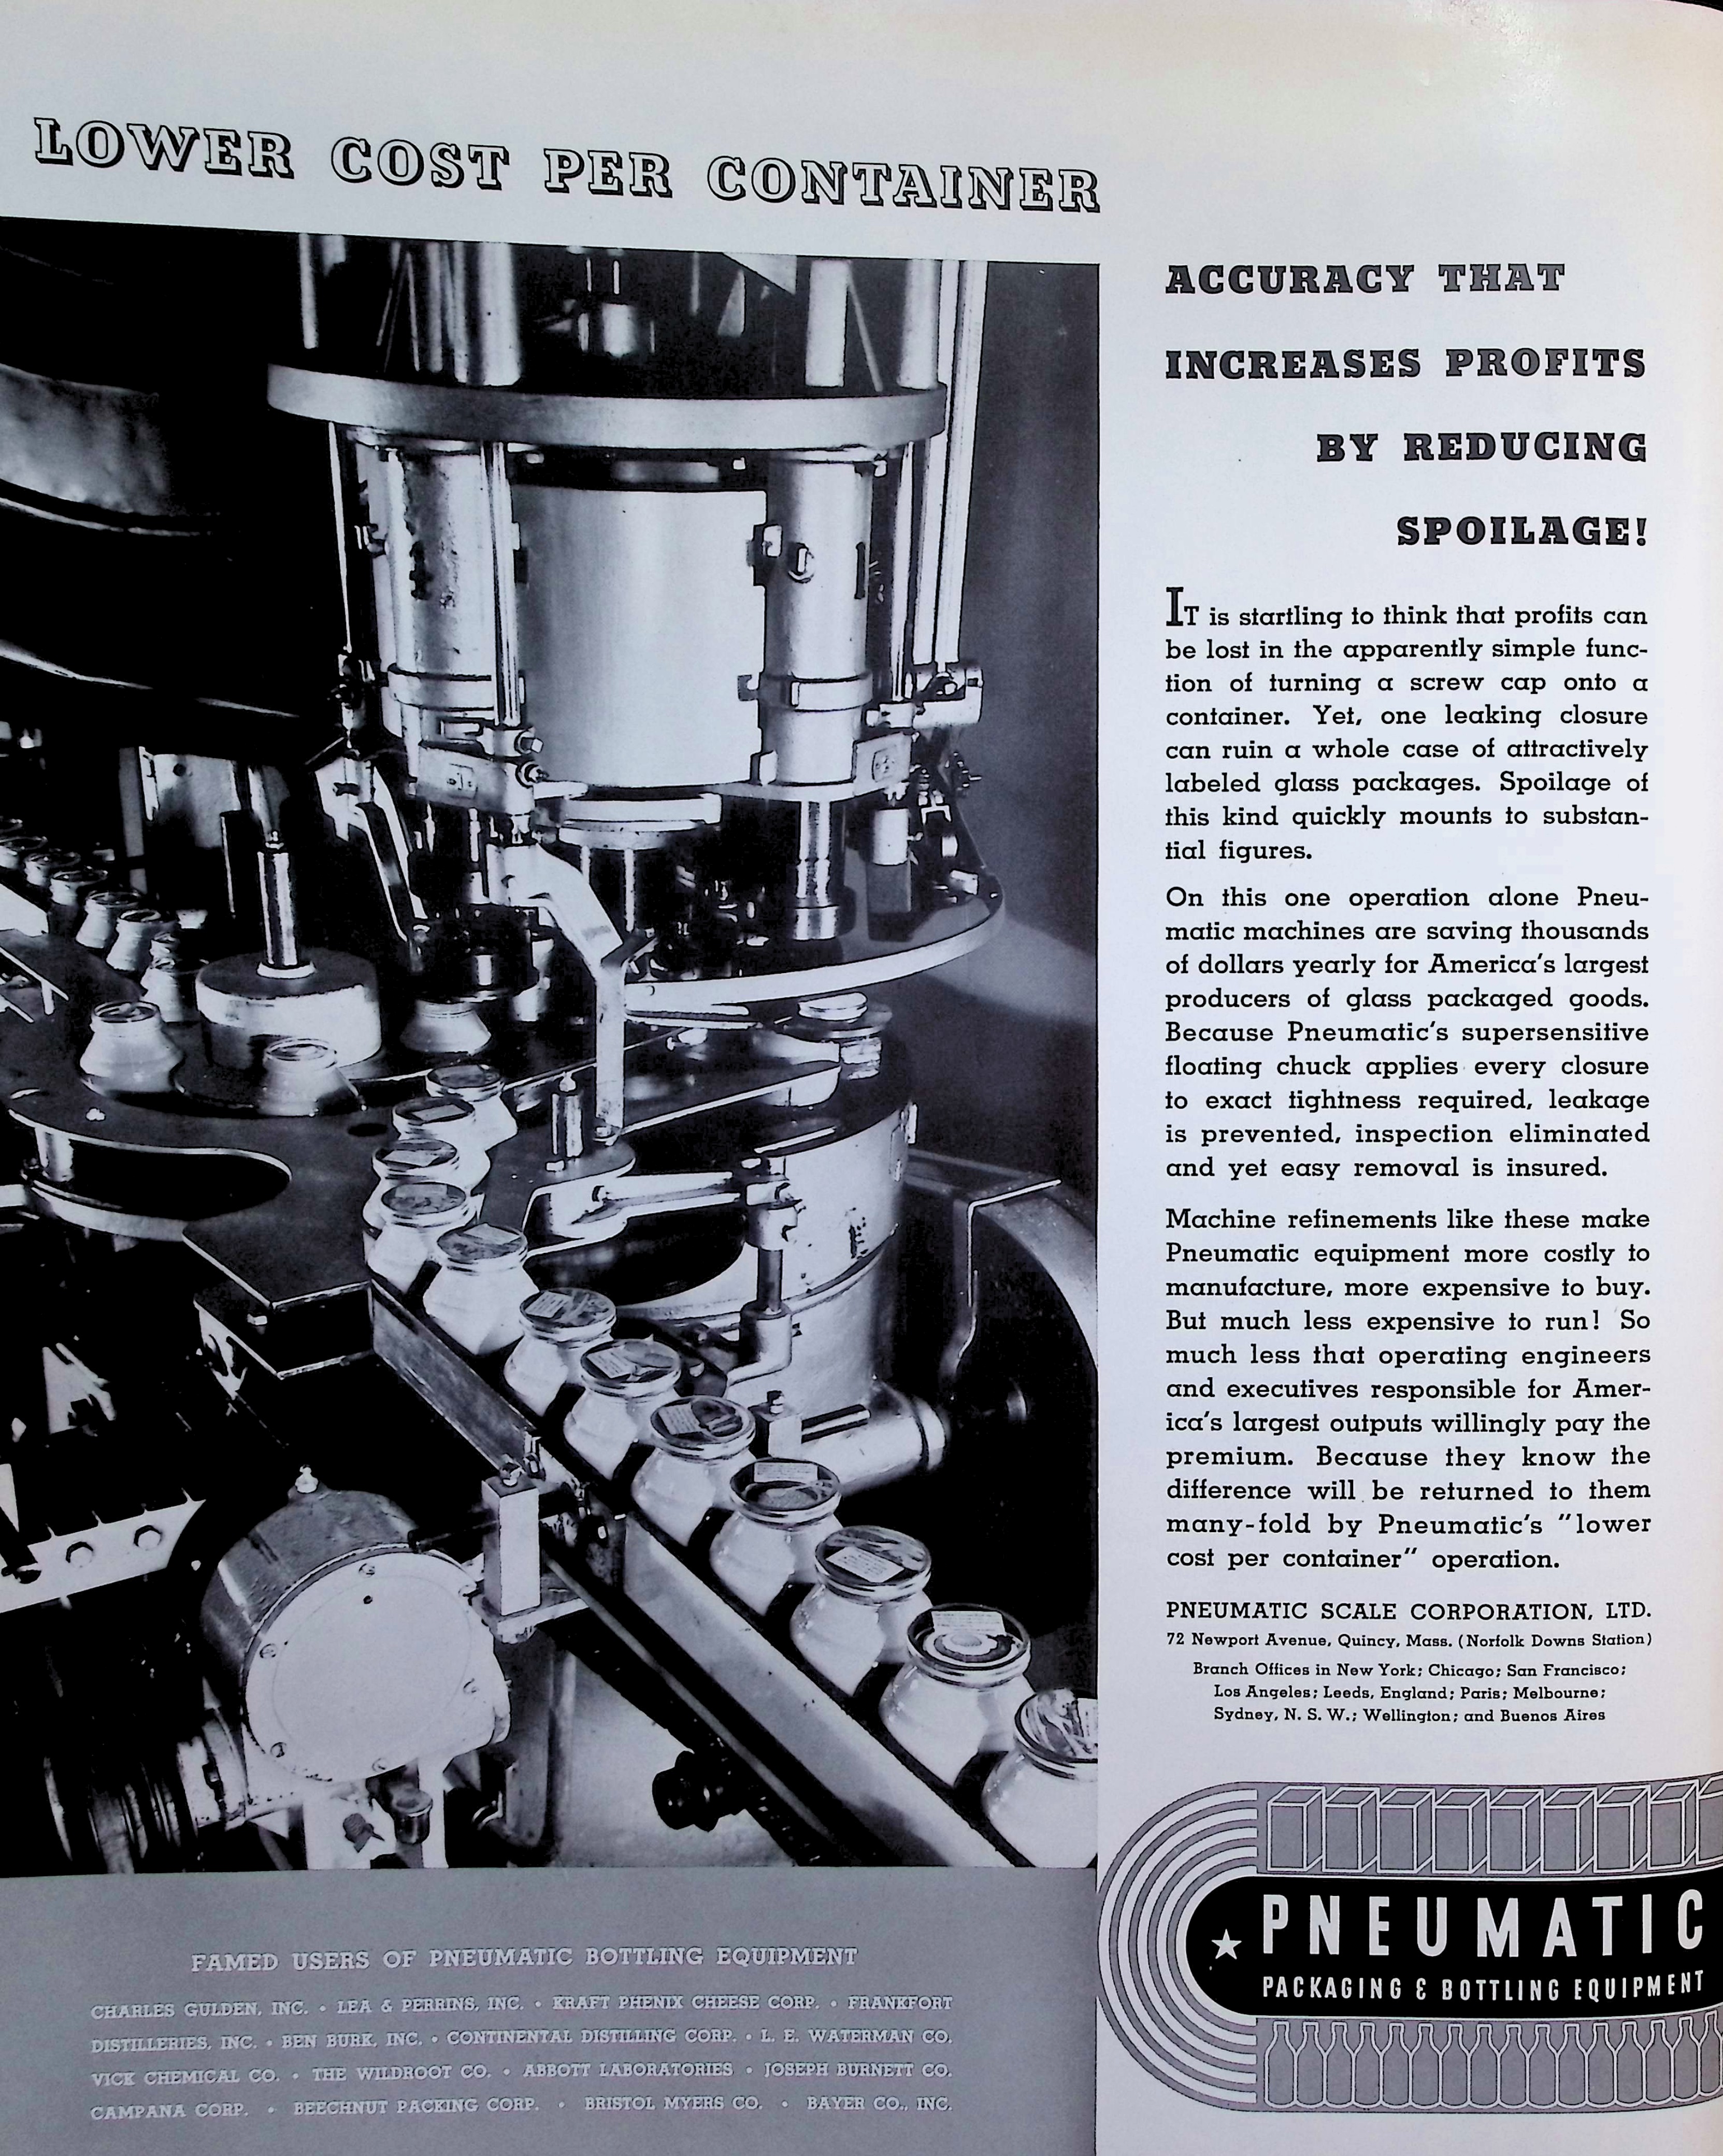 LOWER COST PER CONTAINER
ACCURACY THAT
INCREASES PROFITS
BY REDUCING
SPOILAGE!
IT is startling to think that profits can
be lost in the apparently simple func-
tion of turning a screw cap onto a
container. Yet, one leaking closure
can ruin a whole case of attractively
labeled glass packages. Spoilage of
this kind quickly mounts to substan-
tial figures.
On this one operation alone Pneu-
matic machines are saving thousands
of dollars yearly for America's largest
producers of glass packaged goods.
Because Pneumatic's supersensitive
floating chuck applies every closure
to exact tightness required, leakage
is prevented, inspection eliminated
and yet easy removal is insured.
Machine refinements like these make
Pneumatic equipment more costly to
manufacture, more expensive to buy.
But much less expensive to run! So
much less that operating engineers
and executives responsible for Amer-
ica's largest outputs willingly pay the
premium. Because they know the
difference will be returned to them
many-fold by Pneumatic's "lower
cost per container" operation.
PNEUMATIC SCALE CORPORATION, LTD.
72 Newport Avenue, Quincy, Mass. (Norfolk Downs Station)
Branch Offices in New York; Chicago; San Francisco;
Los Angeles; Leeds, England; Paris; Melbourne;
Sydney, N. S. W.; Wellington; and Buenos Aires
PNEUMATIC
PACKAGING & BOTTLING EQUIPMENT
FAMED USERS OF PNEUMATIC BOTTLING EQUIPMENT
CHARLES GULDEN, INC. • LEA & PERRINS, INC. • KRAFT PHENIX CHEESE CORP. • FRANKFORT
DISTILLERIES, INC. • BEN BURK, INC. • CONTINENTAL DISTILLING CORP. • L. E. WATERMAN CO.
VICK CHEMICAL CO. • THE WILDROOT CO. • ABBOTT LABORATORIES • JOSEPH BURNETT CO.
CAMPANA CORP. • BEECHNUT PACKING CORP. • BRISTOL MYERS CO. • BAYER CO., INC.